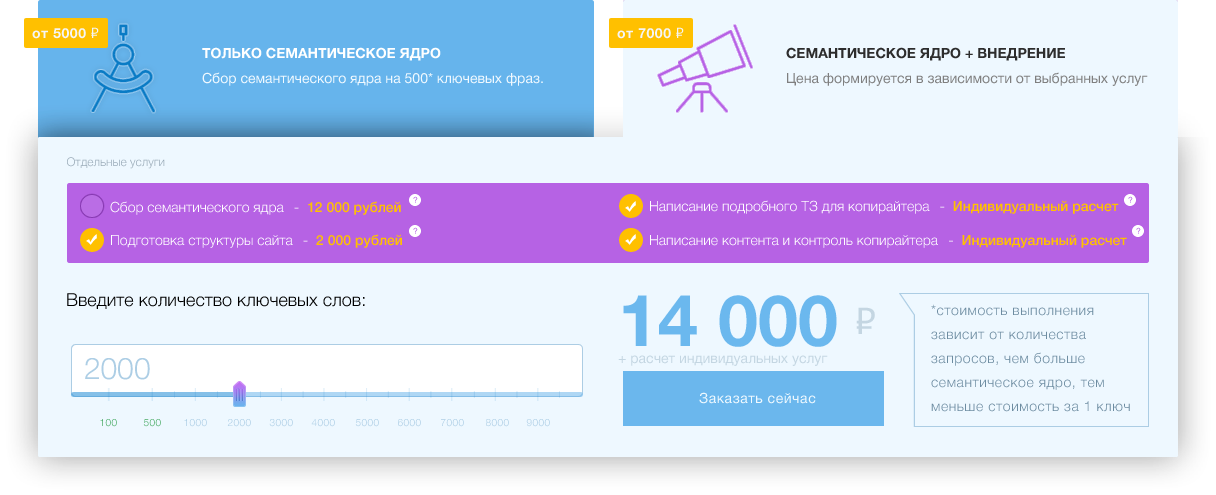 от 5000 ₽
ТОЛЬКО СЕМАНТИЧЕСКОЕ ЯДРО
Сбор семантического ядра на 500* ключевых фраз.
от 7000 ₽
СЕМАНТИЧЕСКОЕ ЯДРО + ВНЕДРЕНИЕ
Цена формируется в зависимости от выбранных услуг
Отдельные услуги
Сбор семантического ядра - 12 000 рублей ?
Подготовка структуры сайта - 2 000 рублей ?
Написание подробного ТЗ для копирайтера - Индивидуальный расчет ?
Написание контента и контроль копирайтера - Индивидуальный расчет ?
Введите количество ключевых слов:
2000
100 500 1000 2000 3000 4000 5000 6000 7000 8000 9000
14 000 ₽
+ расчет индивидуальных услуг
Заказать сейчас
*стоимость выполнения
зависит от количества
запросов, чем больше
семантическое ядро, тем
меньше стоимость за 1 ключ